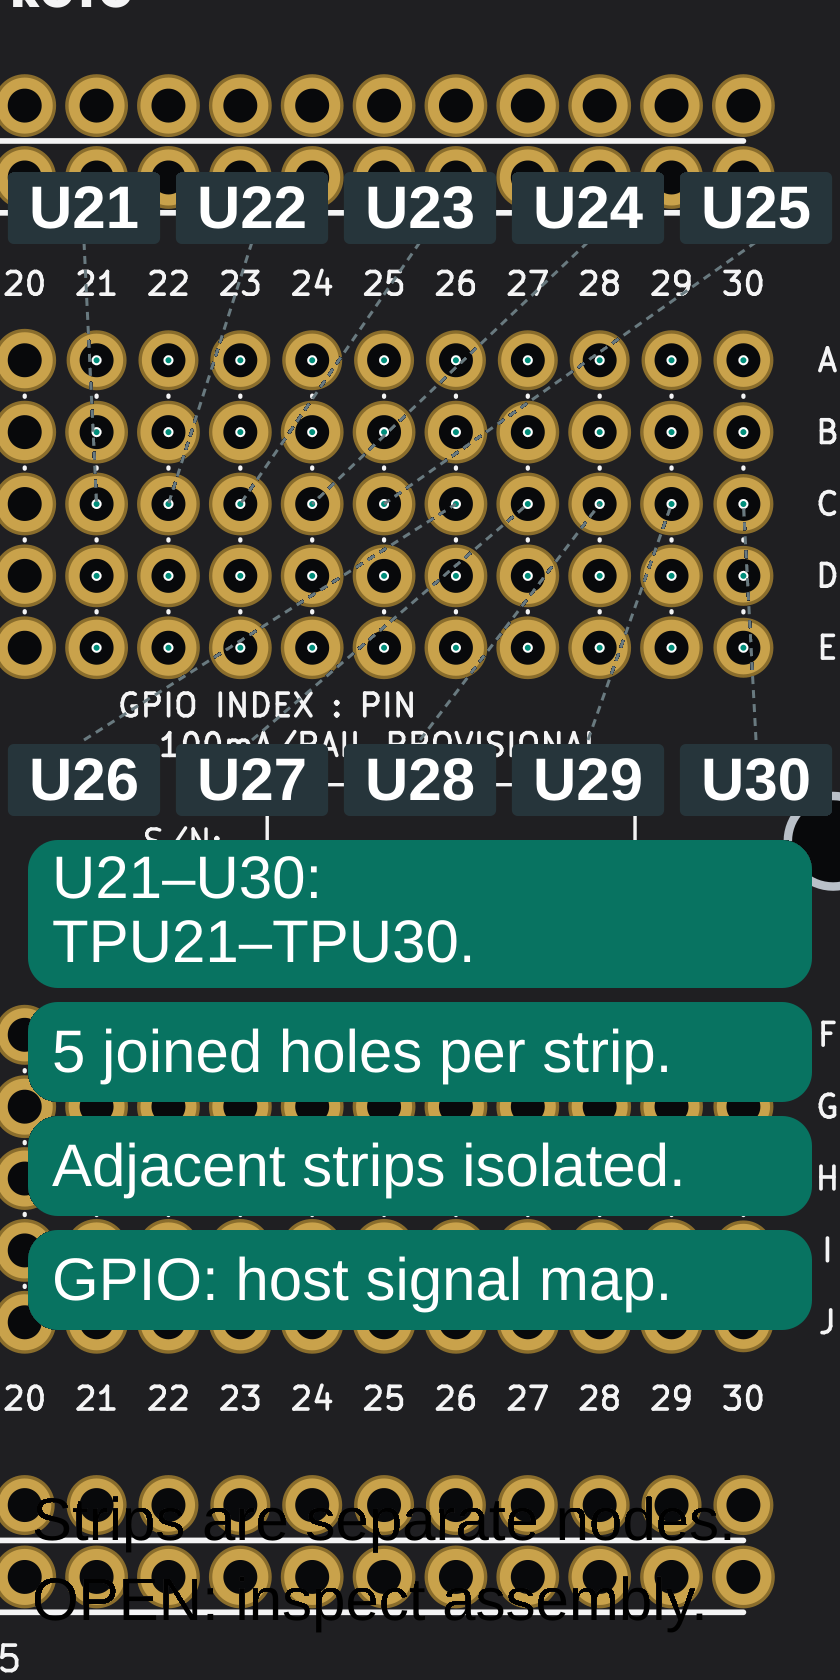 U21 U22 U23 U24 U25
20 21 22 23 24 25 26 27 28 29 30
A
B
C
D
E
GPIO INDEX : PIN
100mA/RAIL PROVISIONAL
U26 U27 U28 U29 U30
S/N:
U21–U30:
TPU21–TPU30.
5 joined holes per strip.
F
G
Adjacent strips isolated.
H
I
GPIO: host signal map.
J
20 21 22 23 24 25 26 27 28 29 30
Strips are separate nodes.
OPEN: inspect assembly.
5